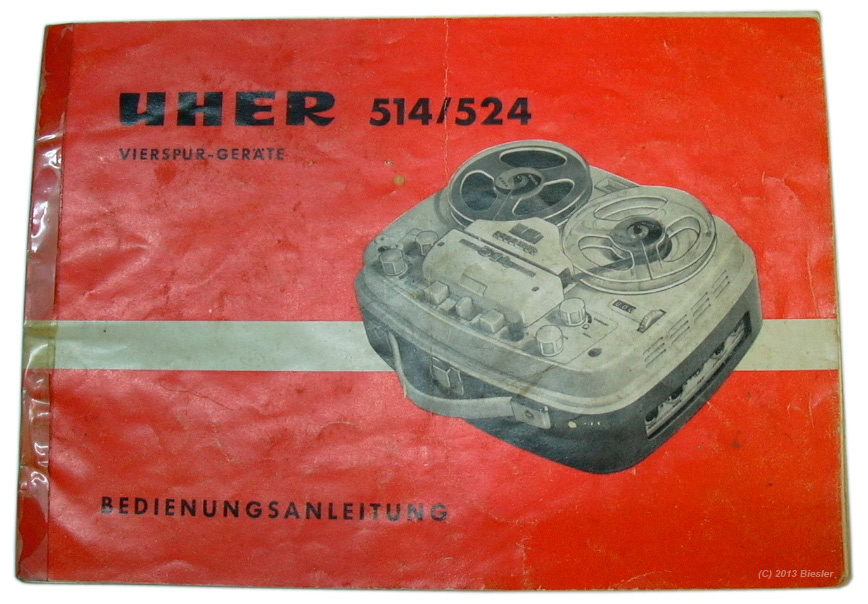 UHER 514/524
VIERSPUR-GERÄTE
BEDIENUNGSANLEITUNG
(C) 2013 Biesler